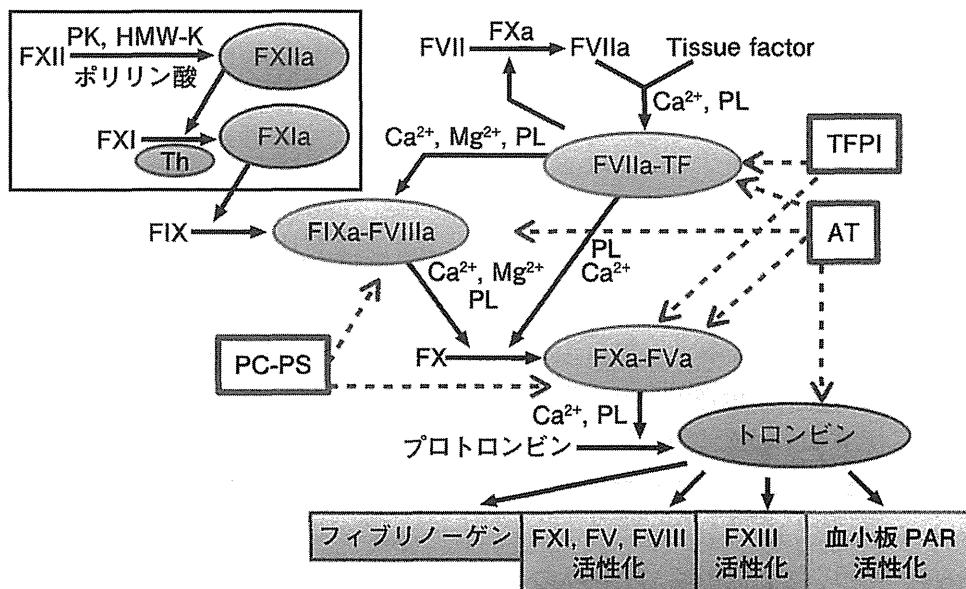 PK, HMW-K
FXII
FXIIa
ポリリン酸
FXI
FXIa
Th
FXa
FVII
FVIIa
Tissue factor
Ca²⁺, PL
Ca²⁺, Mg²⁺, PL
FVIIa-TF
TFPI
FIX
FIXa-FVIIIa
AT
PL
Ca²⁺
Ca²⁺, Mg²⁺
PL
PC-PS
FX
FXa-FVa
Ca²⁺, PL
プロトロンビン
トロンビン
フィブリノーゲン
FXI, FV, FVIII
活性化
FXIII
活性化
血小板 PAR
活性化